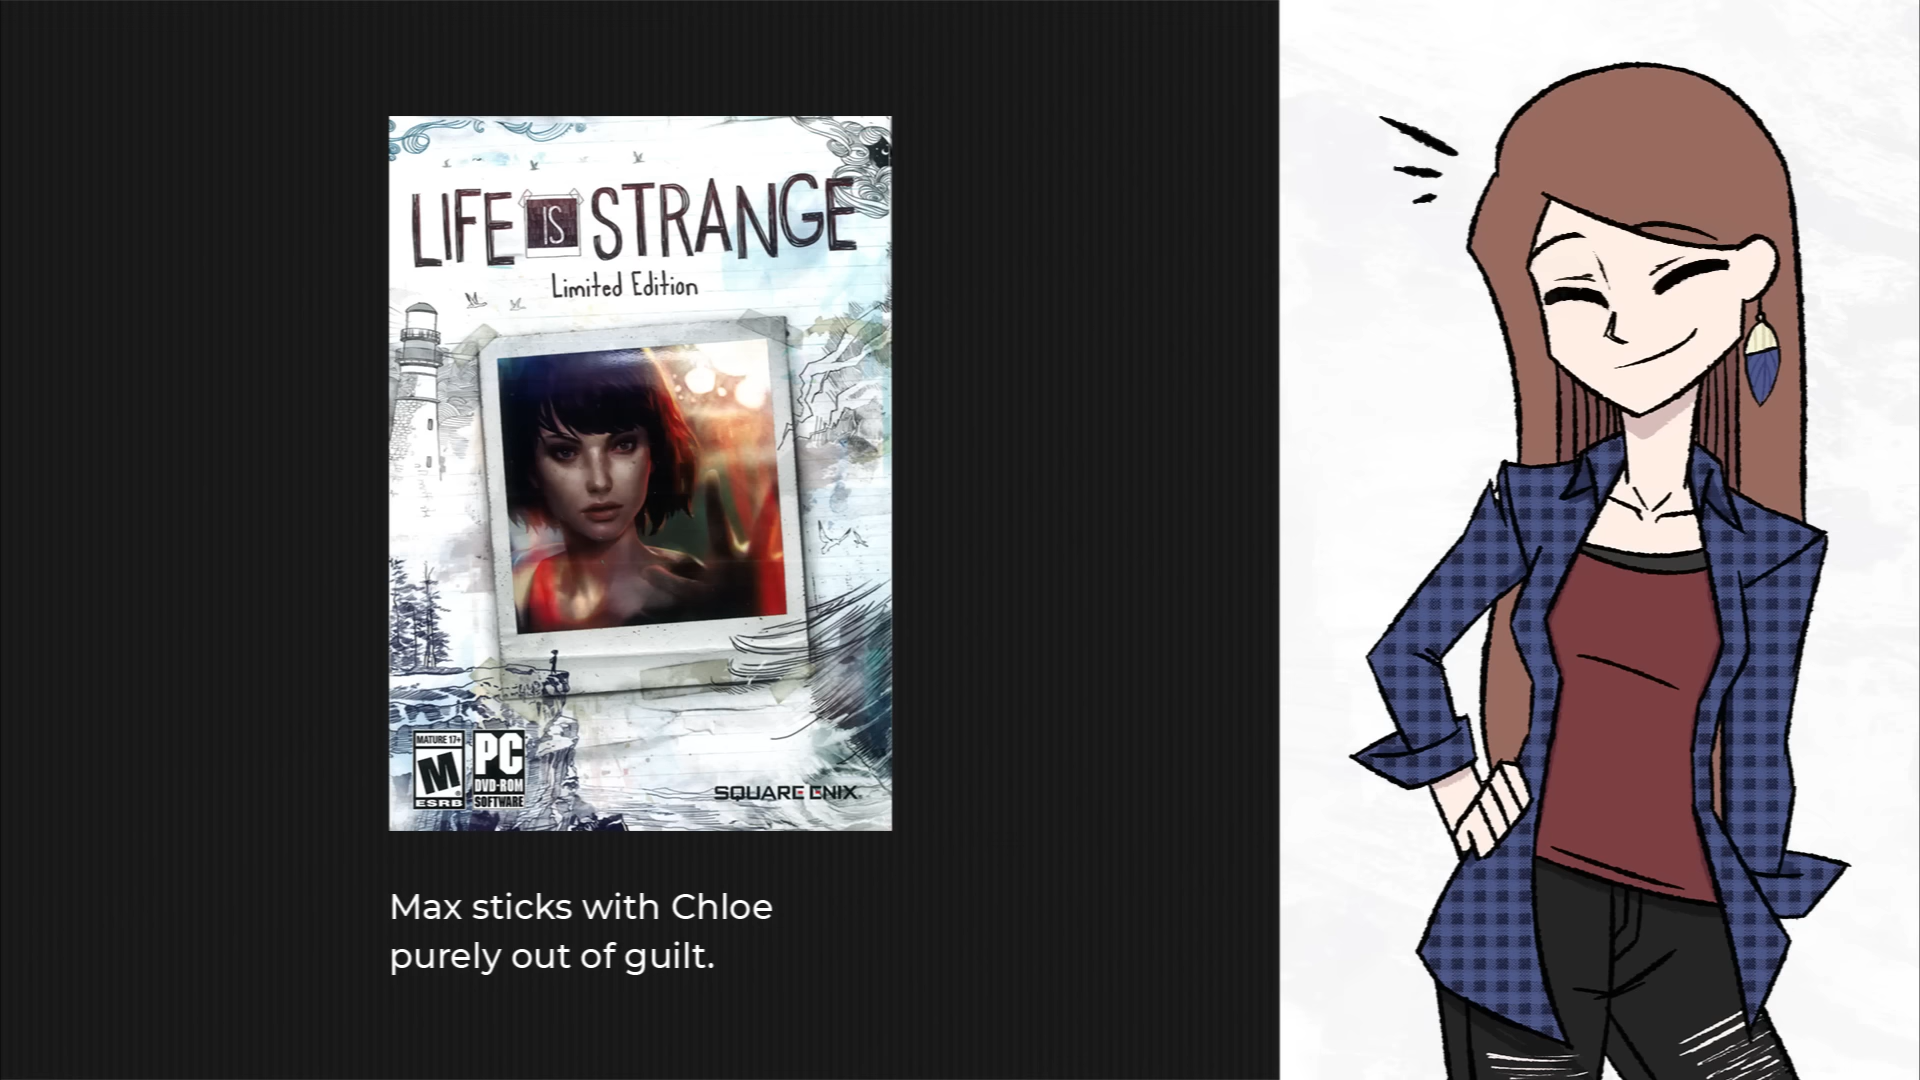 LIFE IS STRANGE
Limited Edition
MATURE 17+
M
ESRB
PC
DVD-ROM
SOFTWARE
SQUARE ENIX
Max sticks with Chloe
purely out of guilt.